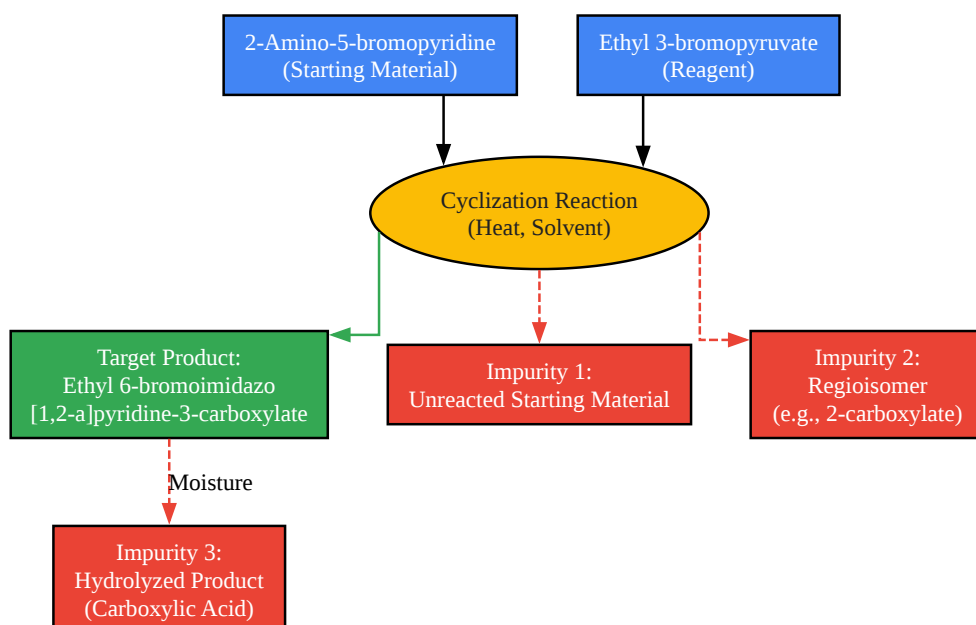 2-Amino-5-bromopyridine
(Starting Material)
Ethyl 3-bromopyruvate
(Reagent)
Cyclization Reaction
(Heat, Solvent)
Target Product:
Ethyl 6-bromoimidazo
[1,2-a]pyridine-3-carboxylate
Impurity 1:
Unreacted Starting Material
Impurity 2:
Regioisomer
(e.g., 2-carboxylate)
Moisture
Impurity 3:
Hydrolyzed Product
(Carboxylic Acid)